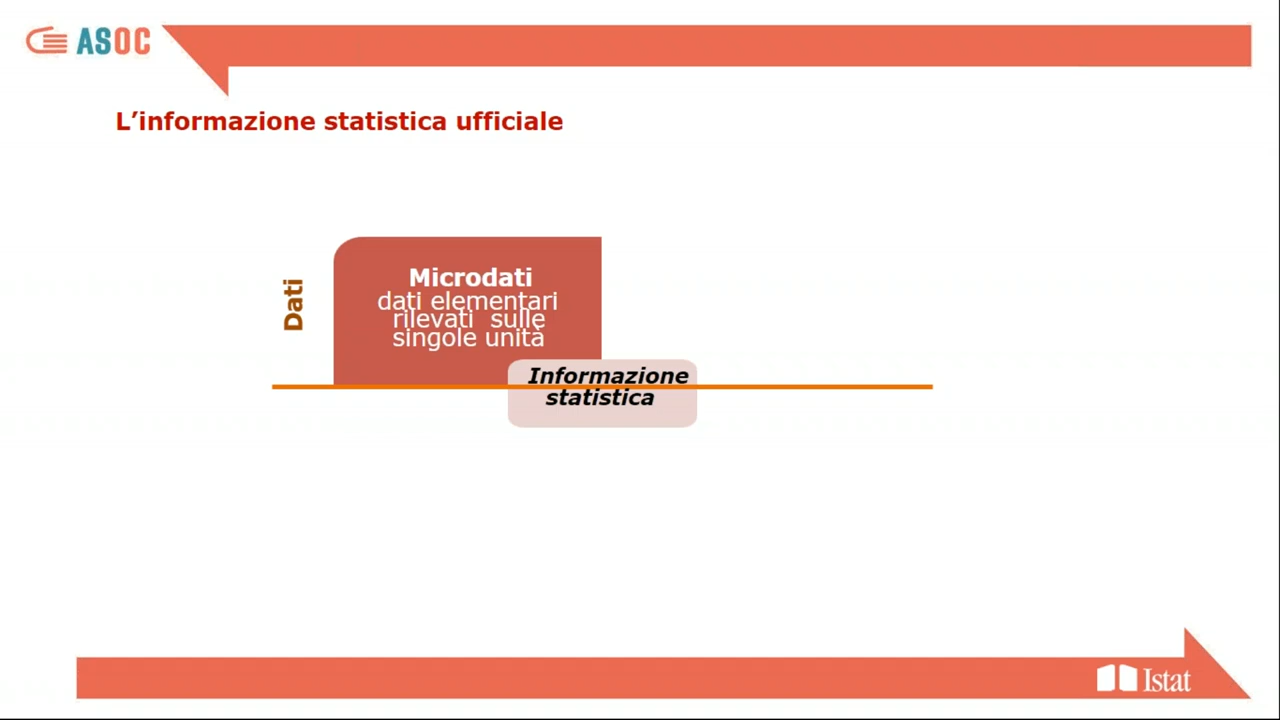 ASOC
L’informazione statistica ufficiale
Dati
Microdati
dati elementari
rilevati sulle
singole unità
Informazione
statistica
Istat